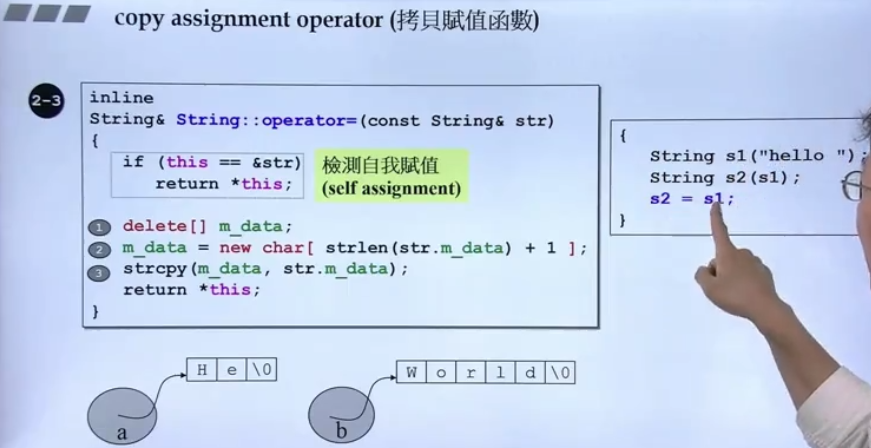 copy assignment operator (拷貝賦值函數)
2-3
inline
String& String::operator=(const String& str)
{
if (this == &str)
return *this;
檢測自我賦值
(self assignment)
1 delete[] m_data;
2 m_data = new char[ strlen(str.m_data) + 1 ];
3 strcpy(m_data, str.m_data);
return *this;
}
{
String s1("hello ");
String s2(s1);
s2 = s1;
}
H e \0
W o r l d \0
a
b